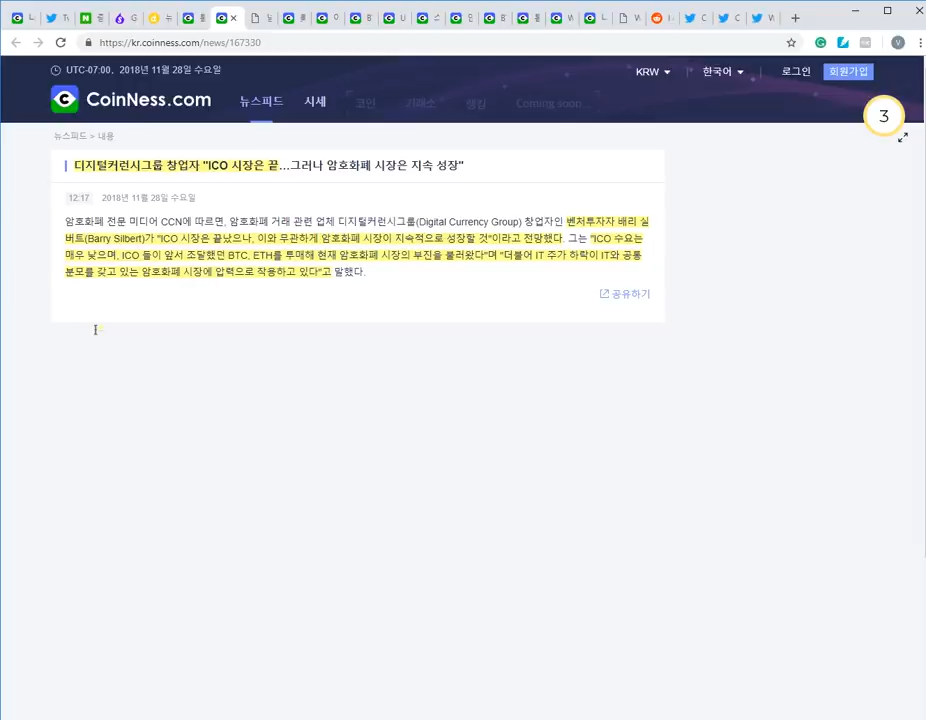 https://kr.coinness.com/news/167330
UTC-07:00, 2018년 11월 28일 수요일
KRW
한국어
로그인
회원가입
CoinNess.com
뉴스피드
시세
코인
거래소
랭킹
Coming soon...
3
뉴스피드 > 내용
디지털커런시그룹 창업자 "ICO 시장은 끝...그러나 암호화폐 시장은 지속 성장"
12:17 2018년 11월 28일 수요일
암호화폐 전문 미디어 CCN에 따르면, 암호화폐 거래 관련 업체 디지털커런시그룹(Digital Currency Group) 창업자인 벤처투자자 배리 실
버트(Barry Silbert)가 "ICO 시장은 끝났으나, 이와 무관하게 암호화폐 시장이 지속적으로 성장할 것"이라고 전망했다. 그는 "ICO 수요는
매우 낮으며, ICO 들이 앞서 조달했던 BTC, ETH를 투매해 현재 암호화폐 시장의 부진을 불러왔다"며 "더불어 IT 주가 하락이 IT와 공통
분모를 갖고 있는 암호화폐 시장에 압력으로 작용하고 있다"고 말했다.
공유하기